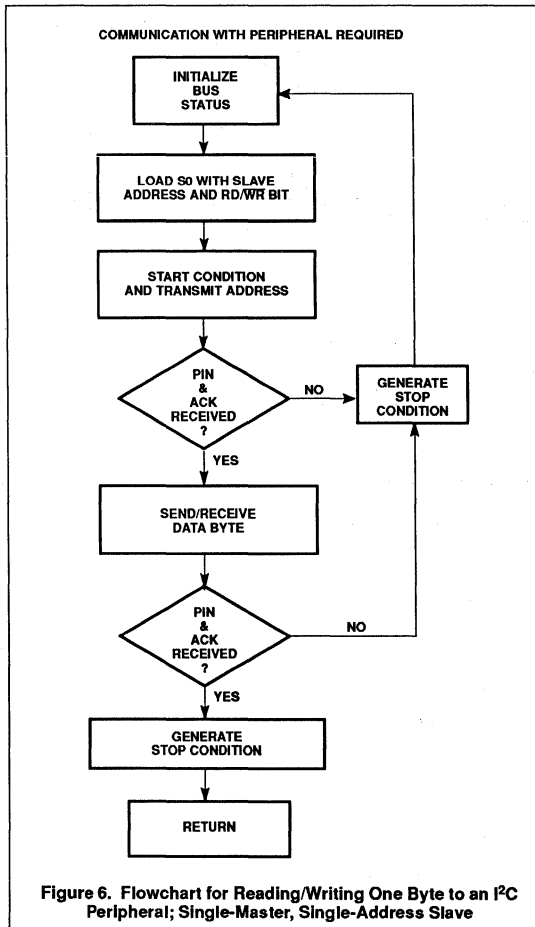 COMMUNICATION WITH PERIPHERAL REQUIRED
INITIALIZE
BUS
STATUS
LOAD S0 WITH SLAVE
ADDRESS AND RD/W̅R̅ BIT
START CONDITION
AND TRANSMIT ADDRESS
PIN
&
ACK
RECEIVED
?
NO
GENERATE
STOP
CONDITION
YES
SEND/RECEIVE
DATA BYTE
PIN
&
ACK
RECEIVED
?
NO
YES
GENERATE
STOP CONDITION
RETURN
Figure 6. Flowchart for Reading/Writing One Byte to an I²C
Peripheral; Single-Master, Single-Address Slave